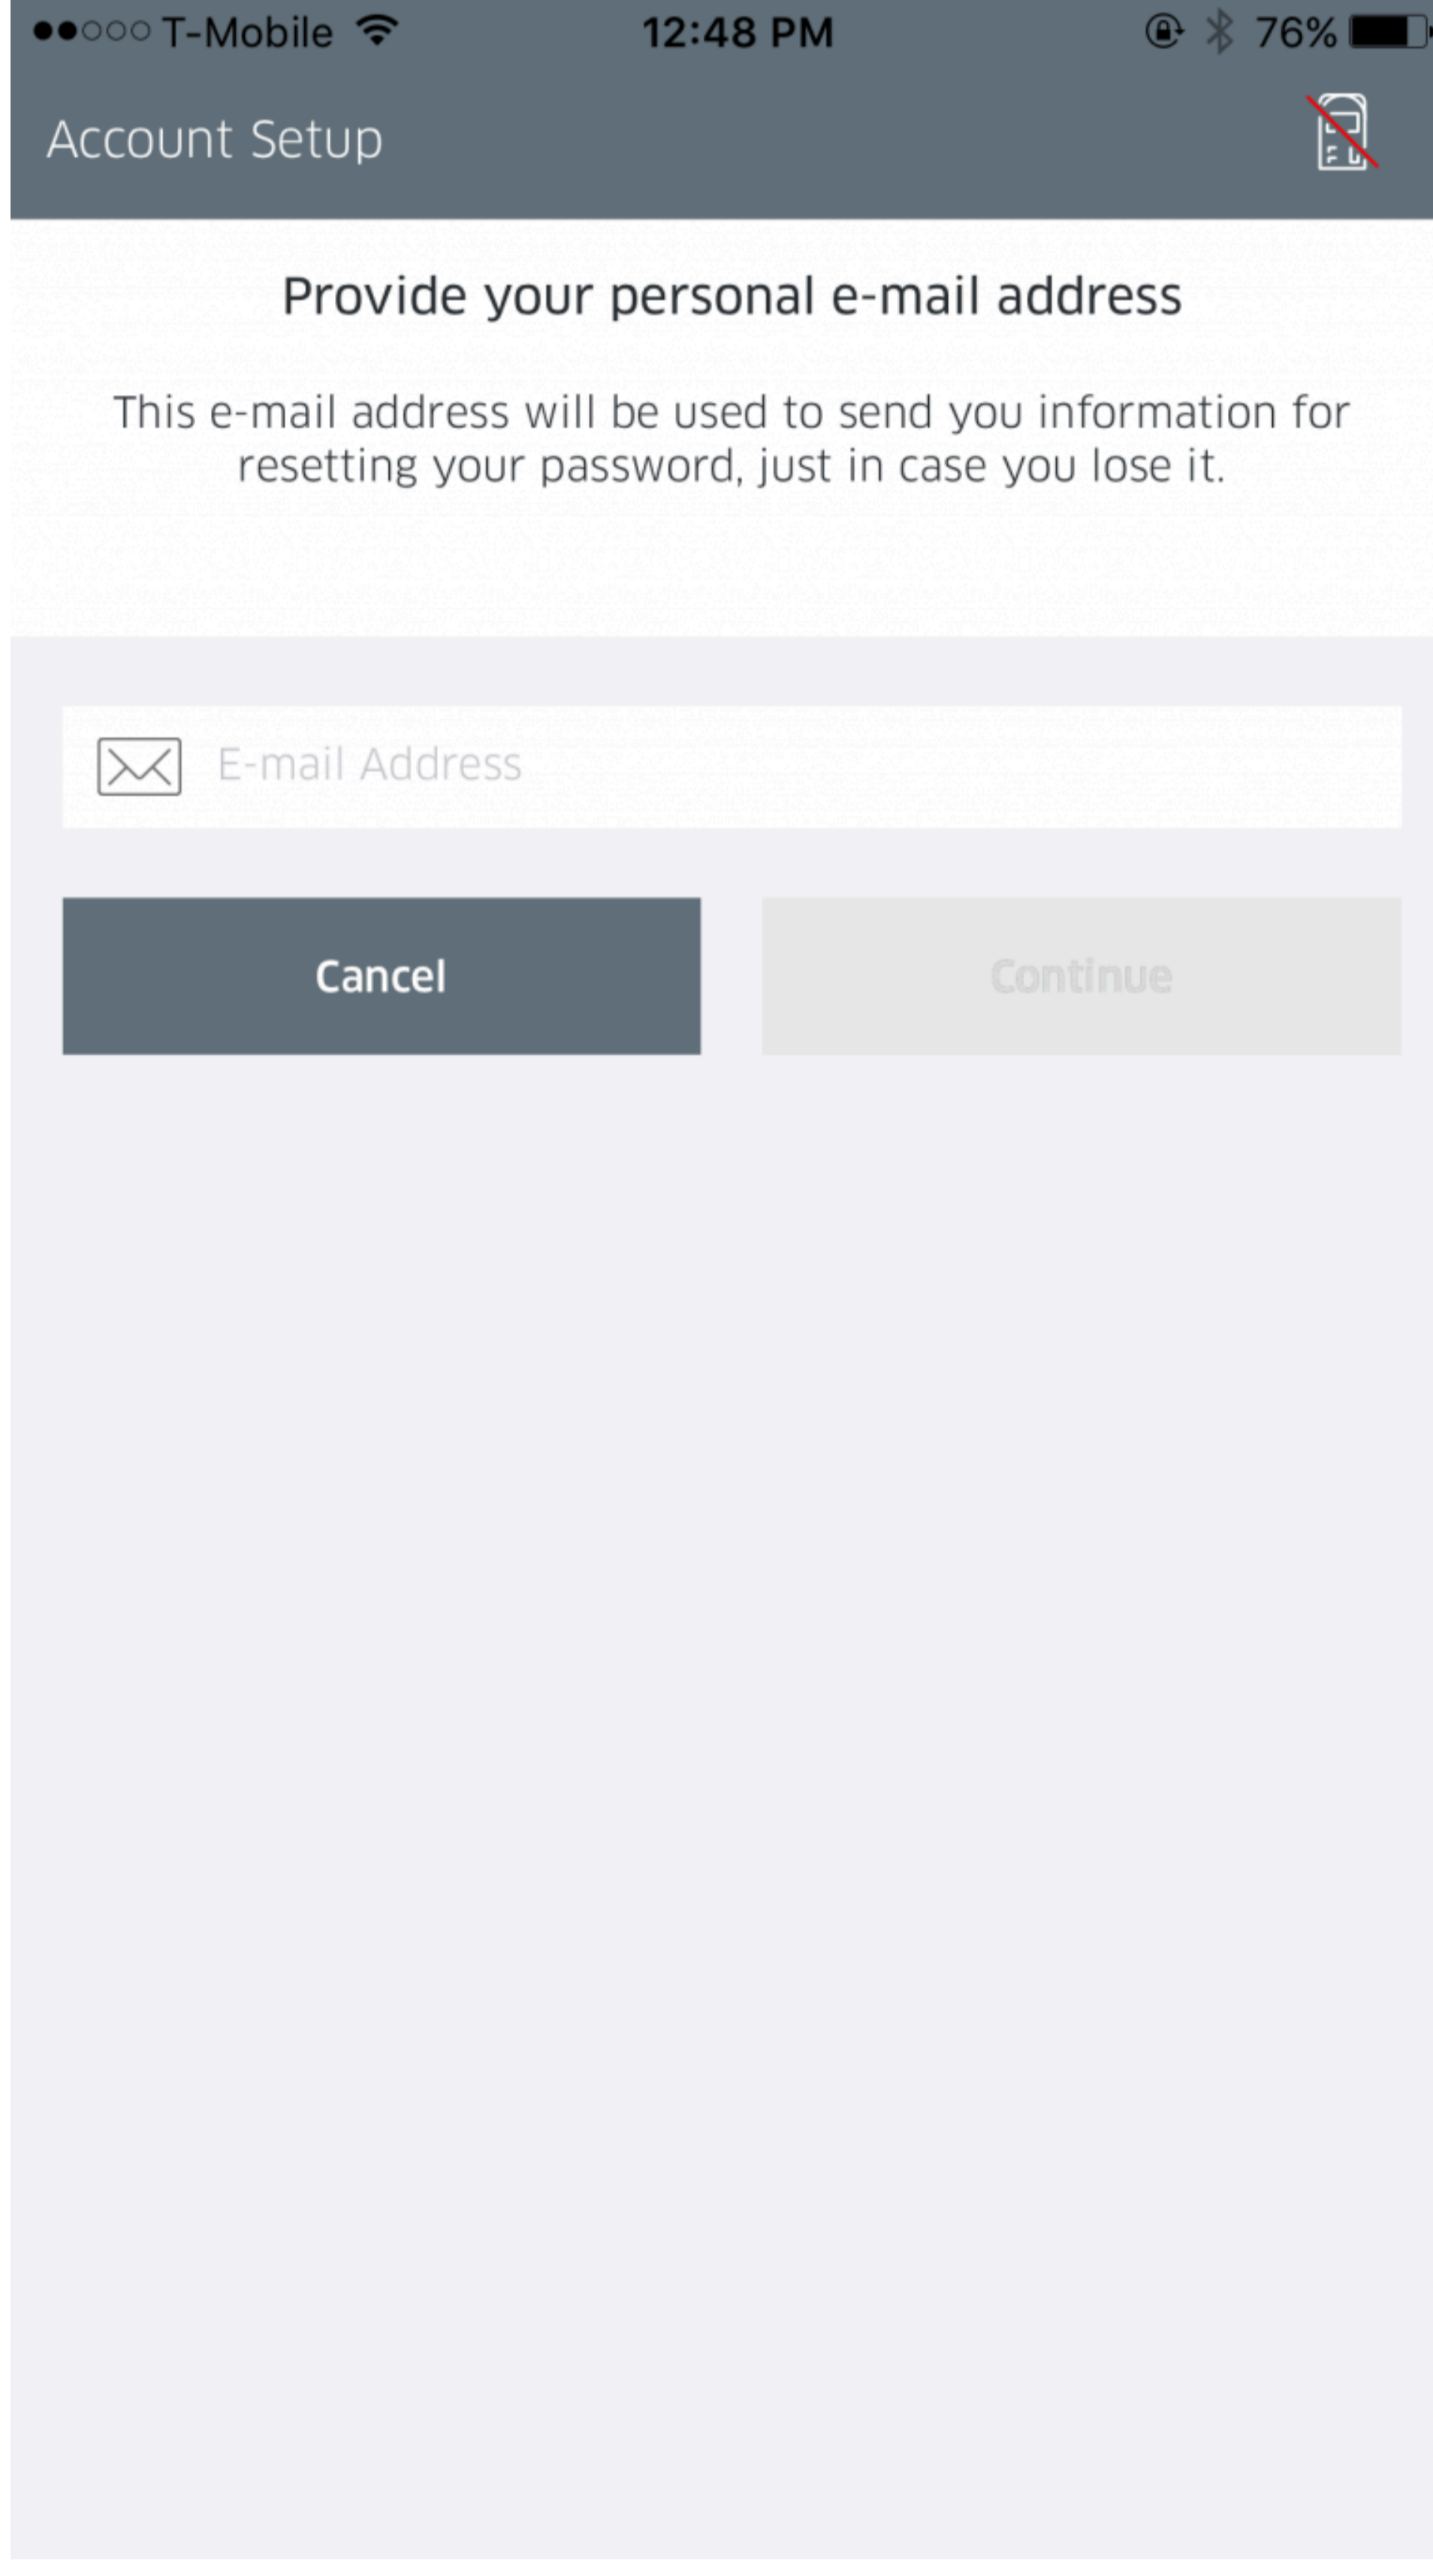 T-Mobile 12:48 PM 76%
Account Setup
Provide your personal e-mail address
This e-mail address will be used to send you information for
resetting your password, just in case you lose it.
E-mail Address
Cancel Continue